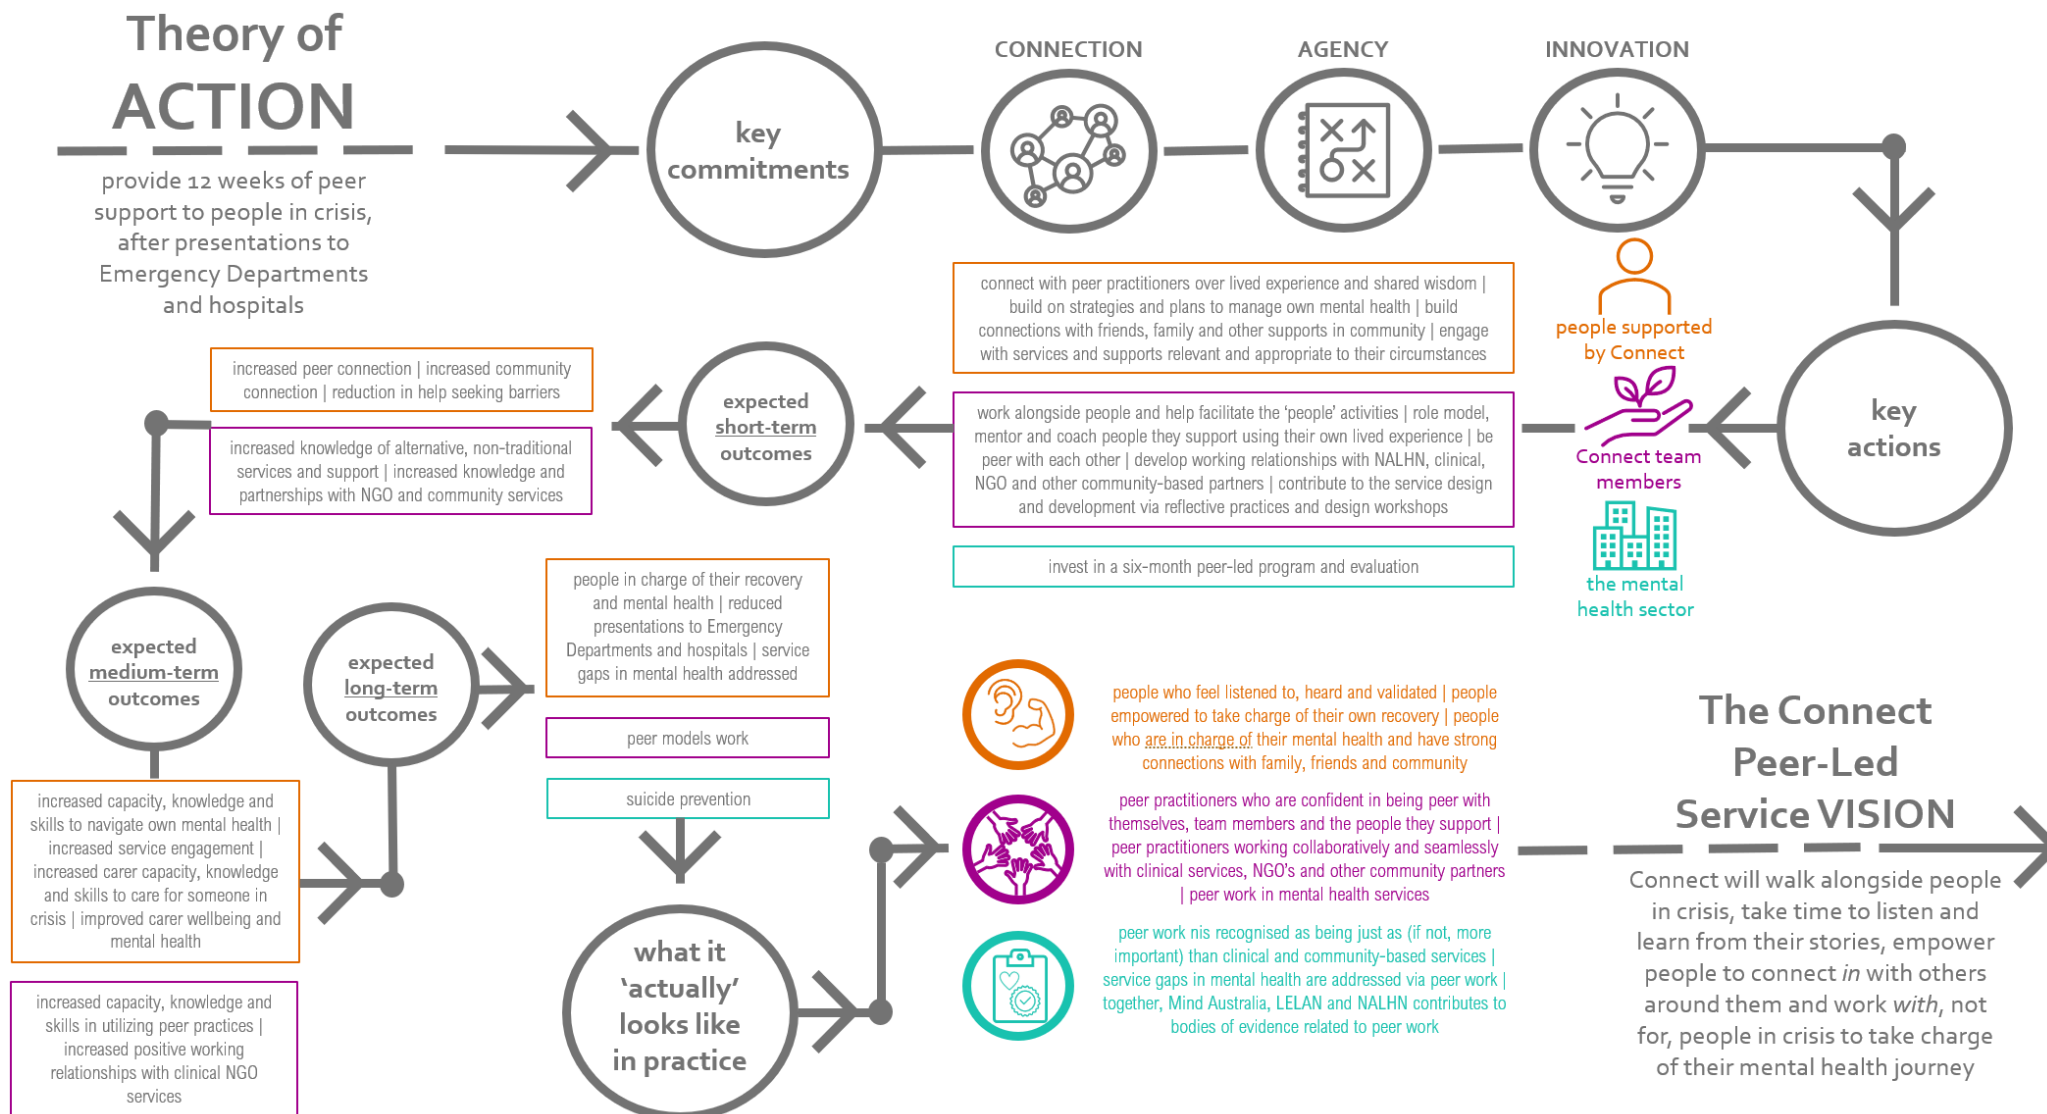 Theory of
ACTION
provide 12 weeks of peer
support to people in crisis,
after presentations to
Emergency Departments
and hospitals
key
commitments
CONNECTION
AGENCY
INNOVATION
key
actions
people supported
by Connect
Connect team
members
the mental
health sector
connect with peer practitioners over lived experience and shared wisdom |
build on strategies and plans to manage own mental health | build
connections with friends, family and other supports in community | engage
with services and supports relevant and appropriate to their circumstances
work alongside people and help facilitate the ‘people’ activities | role model,
mentor and coach people they support using their own lived experience | be
peer with each other | develop working relationships with NALHN, clinical,
NGO and other community-based partners | contribute to the service design
and development via reflective practices and design workshops
invest in a six-month peer-led program and evaluation
expected
short-term
outcomes
increased peer connection | increased community
connection | reduction in help seeking barriers
increased knowledge of alternative, non-traditional
services and support | increased knowledge and
partnerships with NGO and community services
expected
medium-term
outcomes
increased capacity, knowledge and
skills to navigate own mental health |
increased service engagement |
increased carer capacity, knowledge
and skills to care for someone in
crisis | improved carer wellbeing and
mental health
increased capacity, knowledge and
skills in utilizing peer practices |
increased positive working
relationships with clinical NGO
services
expected
long-term
outcomes
people in charge of their recovery
and mental health | reduced
presentations to Emergency
Departments and hospitals | service
gaps in mental health addressed
peer models work
suicide prevention
what it
‘actually’
looks like
in practice
people who feel listened to, heard and validated | people
empowered to take charge of their own recovery | people
who are in charge of their mental health and have strong
connections with family, friends and community
peer practitioners who are confident in being peer with
themselves, team members and the people they support |
peer practitioners working collaboratively and seamlessly
with clinical services, NGO’s and other community partners
| peer work in mental health services
peer work nis recognised as being just as (if not, more
important) than clinical and community-based services |
service gaps in mental health are addressed via peer work |
together, Mind Australia, LELAN and NALHN contributes to
bodies of evidence related to peer work
The Connect
Peer-Led
Service VISION
Connect will walk alongside people
in crisis, take time to listen and
learn from their stories, empower
people to connect in with others
around them and work with, not
for, people in crisis to take charge
of their mental health journey